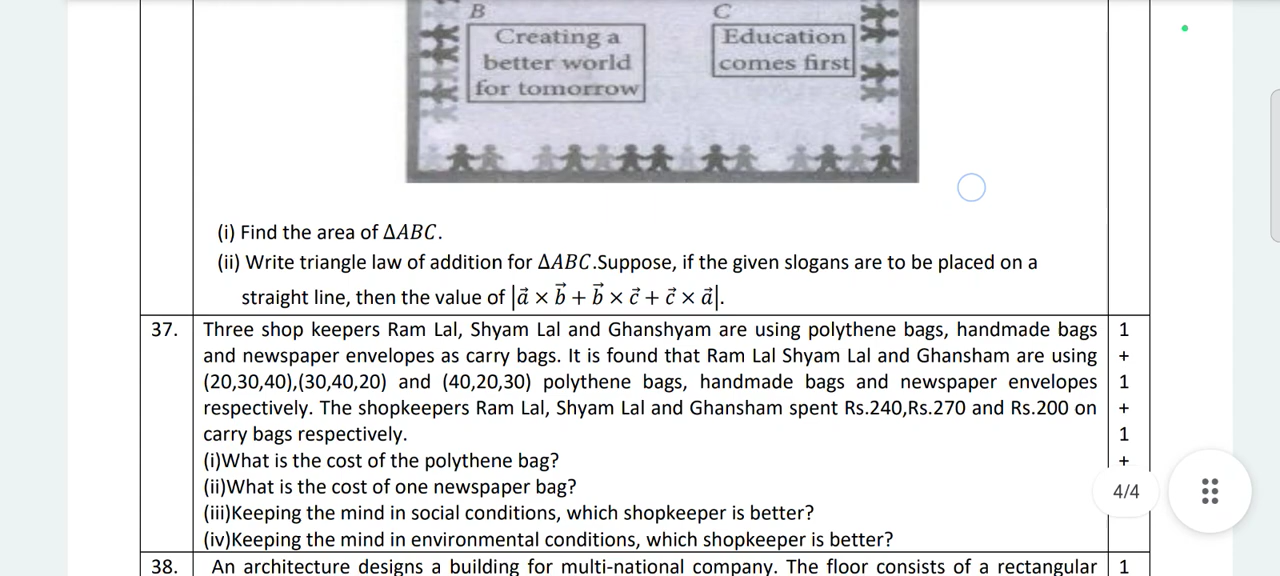 B
C
Creating a
better world
for tomorrow
Education
comes first
(i) Find the area of ΔABC.
(ii) Write triangle law of addition for ΔABC.Suppose, if the given slogans are to be placed on a
straight line, then the value of |a⃗ × b⃗ + b⃗ × c⃗ + c⃗ × a⃗|.
37. Three shop keepers Ram Lal, Shyam Lal and Ghanshyam are using polythene bags, handmade bags 1
and newspaper envelopes as carry bags. It is found that Ram Lal Shyam Lal and Ghansham are using +
(20,30,40),(30,40,20) and (40,20,30) polythene bags, handmade bags and newspaper envelopes 1
respectively. The shopkeepers Ram Lal, Shyam Lal and Ghansham spent Rs.240,Rs.270 and Rs.200 on +
carry bags respectively. 1
(i)What is the cost of the polythene bag? +
(ii)What is the cost of one newspaper bag?
4/4
(iii)Keeping the mind in social conditions, which shopkeeper is better?
(iv)Keeping the mind in environmental conditions, which shopkeeper is better?
38. An architecture designs a building for multi-national company. The floor consists of a rectangular 1